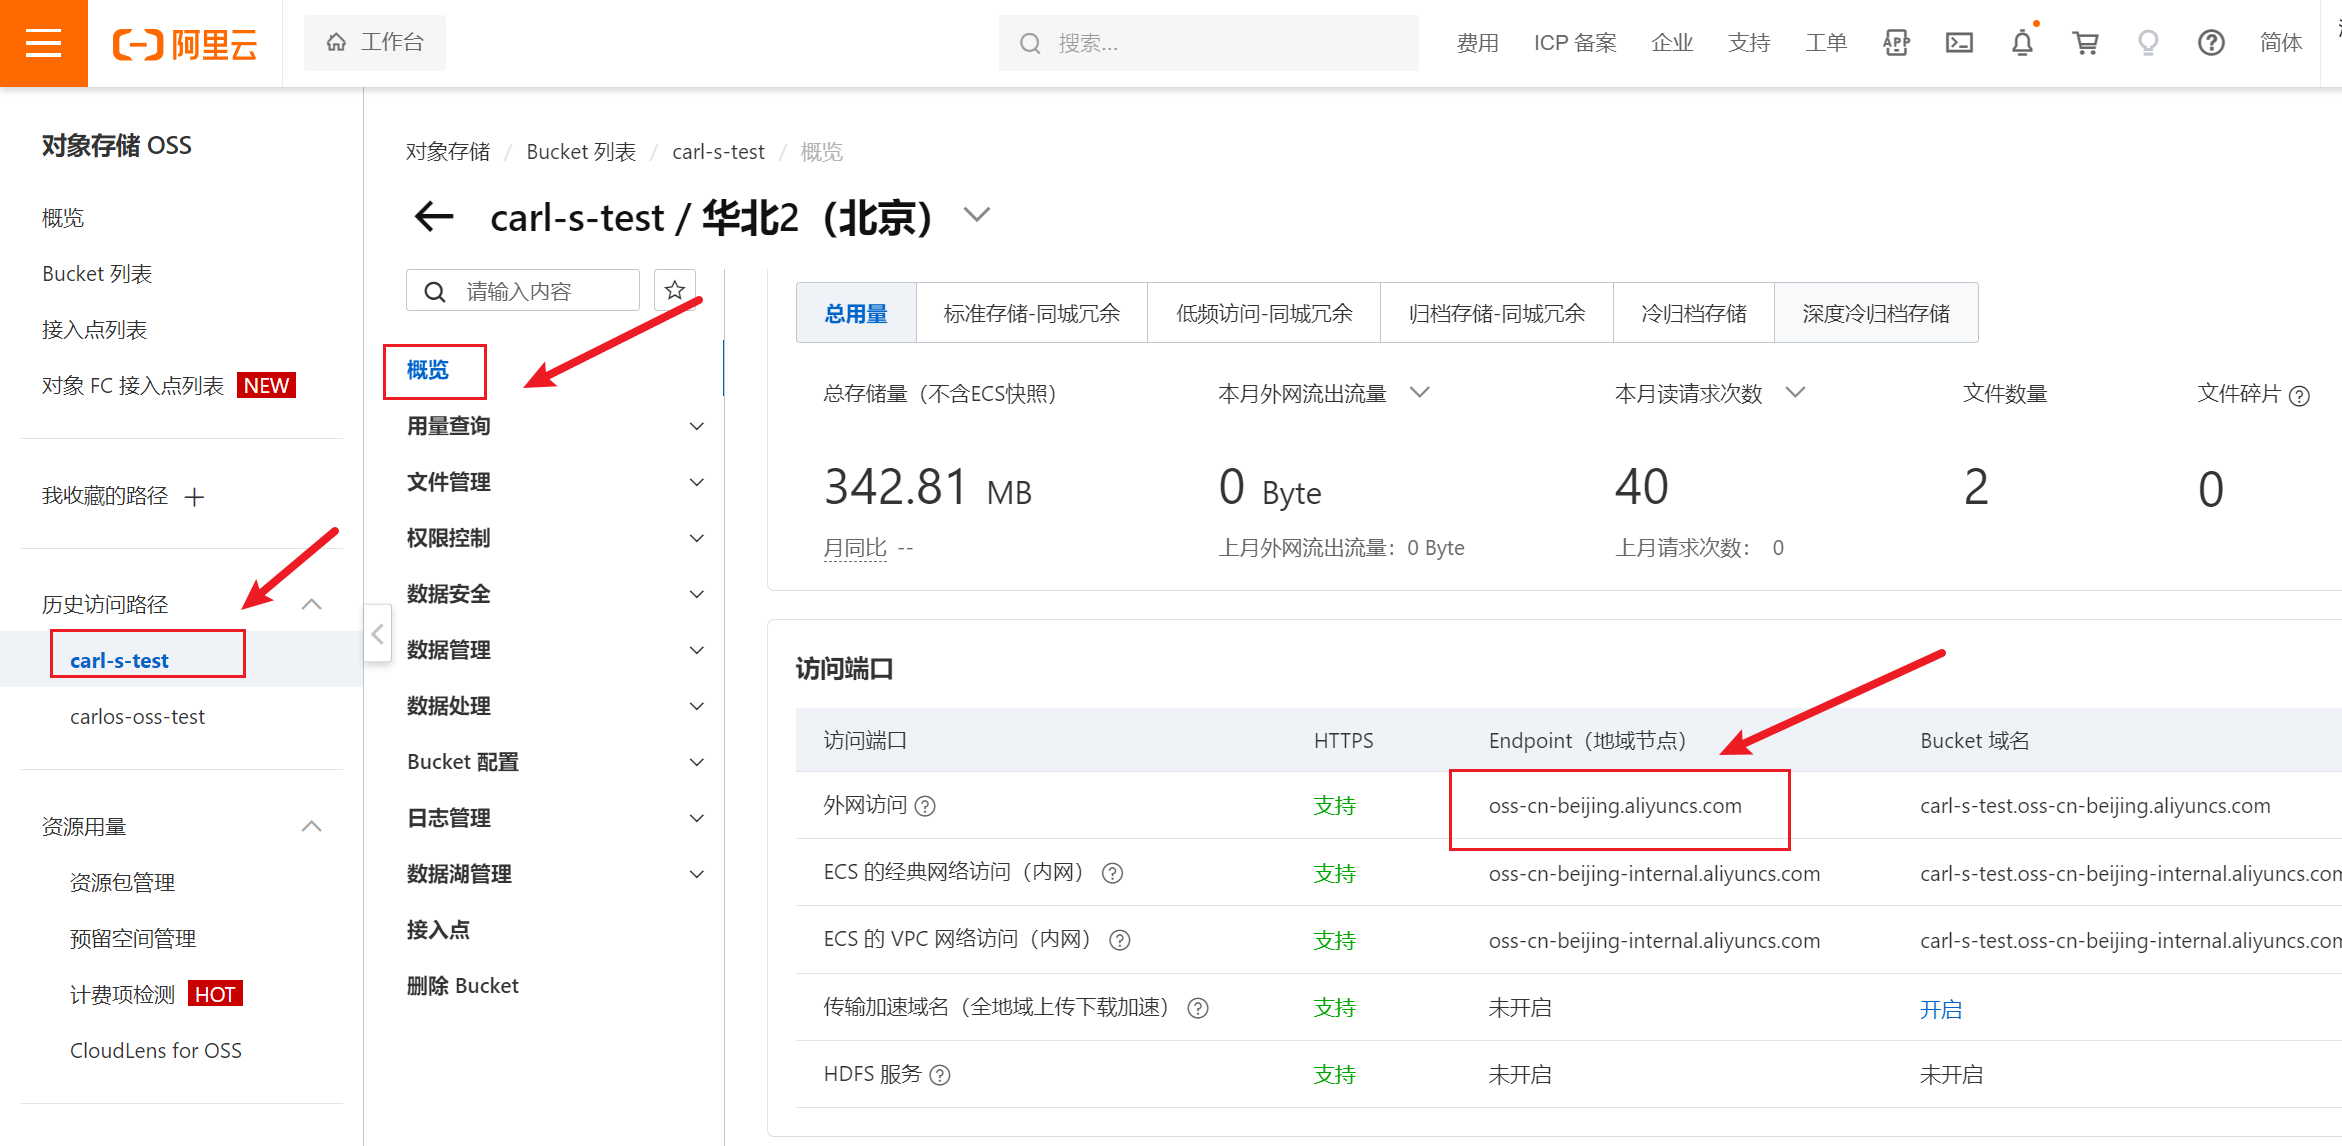 阿里云
工作台
搜索...
费用
ICP 备案
企业
支持
工单
APP
简体
对象存储 OSS
概览
Bucket 列表
接入点列表
对象 FC 接入点列表 NEW
我收藏的路径
历史访问路径
carl-s-test
carlos-oss-test
资源用量
资源包管理
预留空间管理
计费项检测 HOT
CloudLens for OSS
对象存储 / Bucket 列表 / carl-s-test / 概览
carl-s-test / 华北2（北京）
请输入内容
概览
用量查询
文件管理
权限控制
数据安全
数据管理
数据处理
Bucket 配置
日志管理
数据湖管理
接入点
删除 Bucket
总用量
标准存储-同城冗余
低频访问-同城冗余
归档存储-同城冗余
冷归档存储
深度冷归档存储
总存储量（不含ECS快照）
342.81 MB
月同比 --
本月外网流出流量
0 Byte
上月外网流出流量：0 Byte
本月读请求次数
40
上月请求次数： 0
文件数量
2
文件碎片
0
访问端口
访问端口 HTTPS Endpoint（地域节点） Bucket 域名
外网访问 支持 oss-cn-beijing.aliyuncs.com carl-s-test.oss-cn-beijing.aliyuncs.com
ECS 的经典网络访问（内网） 支持 oss-cn-beijing-internal.aliyuncs.com carl-s-test.oss-cn-beijing-internal.aliyuncs.com
ECS 的 VPC 网络访问（内网） 支持 oss-cn-beijing-internal.aliyuncs.com carl-s-test.oss-cn-beijing-internal.aliyuncs.com
传输加速域名（全地域上传下载加速） 支持 未开启 开启
HDFS 服务 支持 未开启 未开启